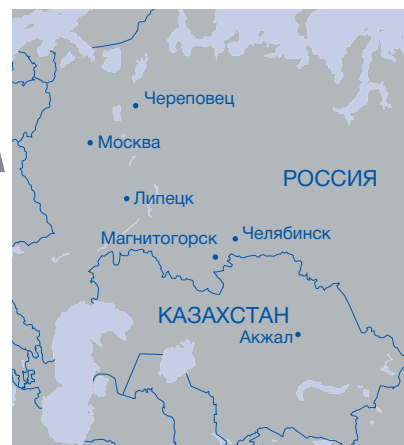 Череповец
Москва
А
РОССИЯ
Липецк
Челябинск
Магнитогорск
КАЗАХСТАН
Акжал